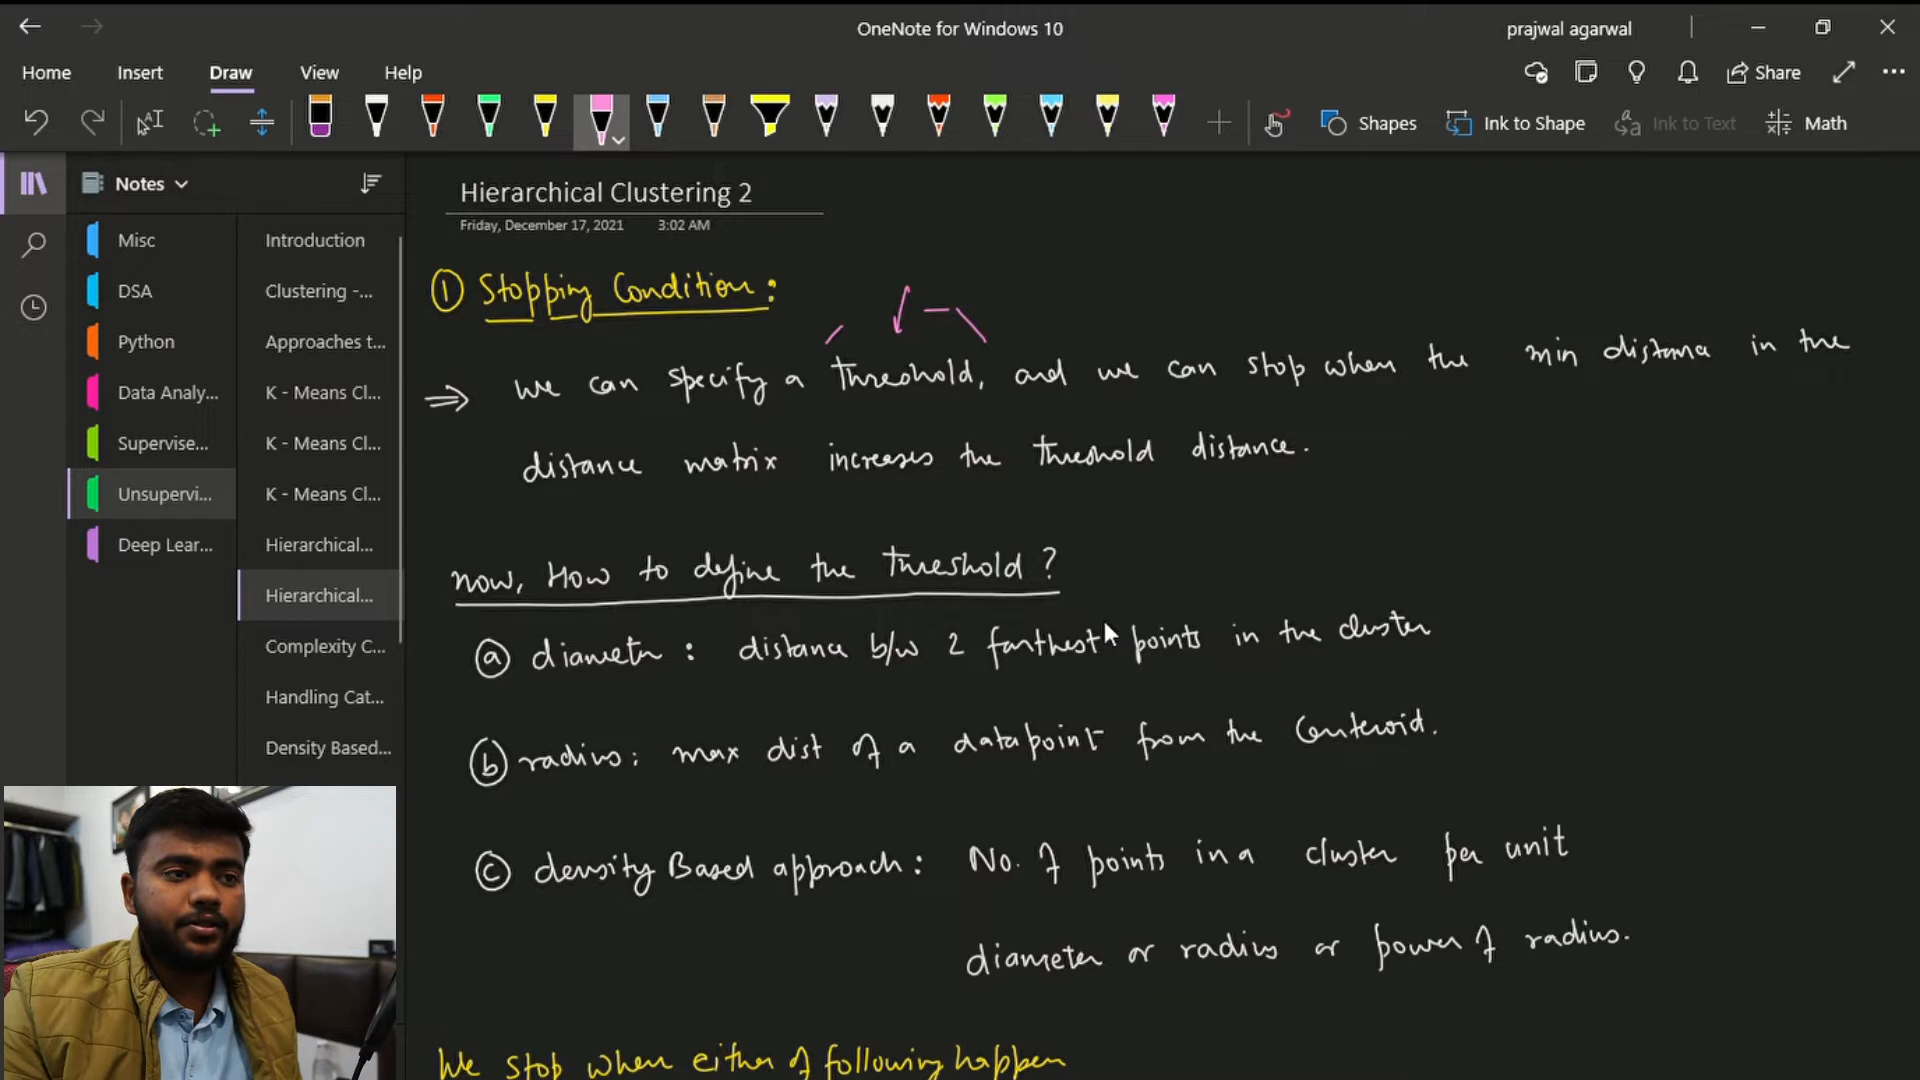 OneNote for Windows 10
prajwal agarwal
Home Insert Draw View Help
Share
Shapes Ink to Shape Ink to Text Math
Notes
Misc
DSA
Python
Data Analy...
Supervise...
Unsupervi...
Deep Lear...
Introduction
Clustering -...
Approaches t...
K - Means Cl...
K - Means Cl...
K - Means Cl...
Hierarchical...
Hierarchical...
Complexity C...
Handling Cat...
Density Based...
Hierarchical Clustering 2
Friday, December 17, 2021 3:02 AM
① Stopping Condition:
⇒ We can specify a threshold, and we can stop when the min distance in the
distance matrix increases the threshold distance.
now, How to define the threshold?
ⓐ diameter : distance b/w 2 farthest points in the cluster
ⓑ radius : max dist of a datapoint from the Centeroid.
ⓒ density Based approach : No. of points in a cluster per unit
diameter or radius or power of radius.
We stop when either of following happen